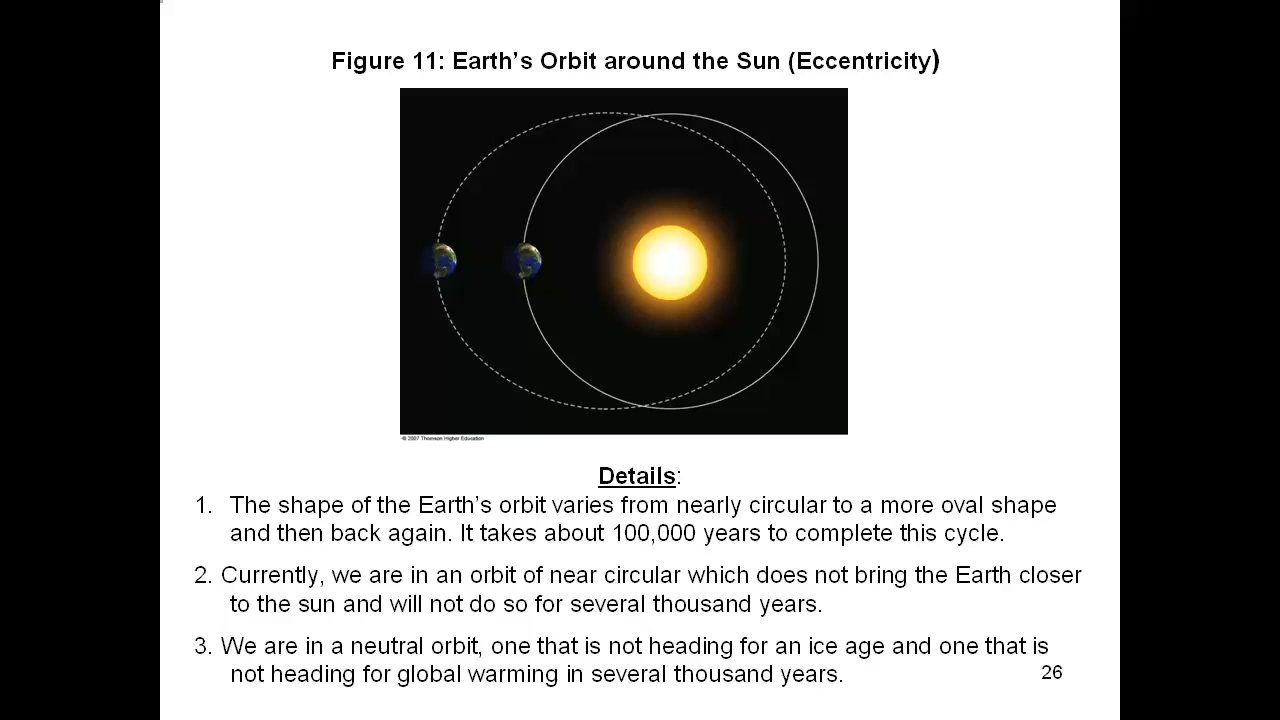 Figure 11: Earth's Orbit around the Sun (Eccentricity)
© 2007 Thomson Higher Education
Details:
1. The shape of the Earth's orbit varies from nearly circular to a more oval shape
and then back again. It takes about 100,000 years to complete this cycle.
2. Currently, we are in an orbit of near circular which does not bring the Earth closer
to the sun and will not do so for several thousand years.
3. We are in a neutral orbit, one that is not heading for an ice age and one that is
not heading for global warming in several thousand years.
26